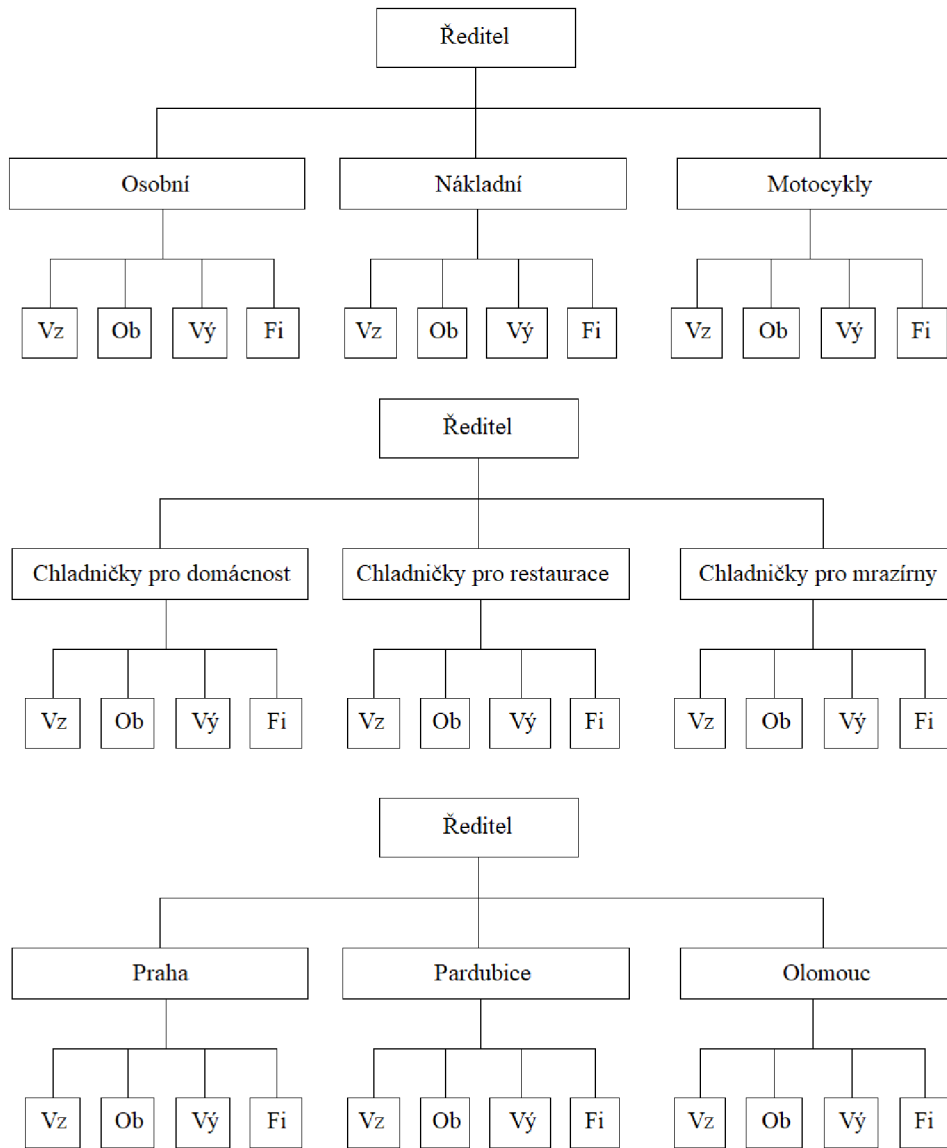 Ředitel
Osobní Nákladní Motocykly
Vz Ob Vý Fi Vz Ob Vý Fi Vz Ob Vý Fi
Ředitel
Chladničky pro domácnost Chladničky pro restaurace Chladničky pro mrazírny
Vz Ob Vý Fi Vz Ob Vý Fi Vz Ob Vý Fi
Ředitel
Praha Pardubice Olomouc
Vz Ob Vý Fi Vz Ob Vý Fi Vz Ob Vý Fi